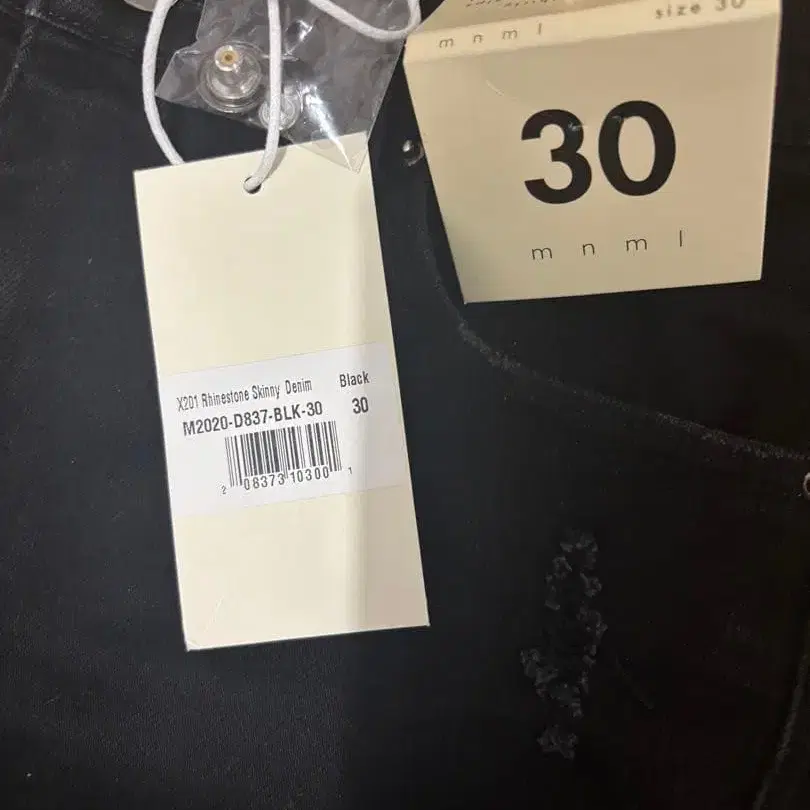 m n m l size 30
30
m n m l
X201 Rhinestone Skinny Denim Black
M2020-D837-BLK-30 30
2 08373 10300 1